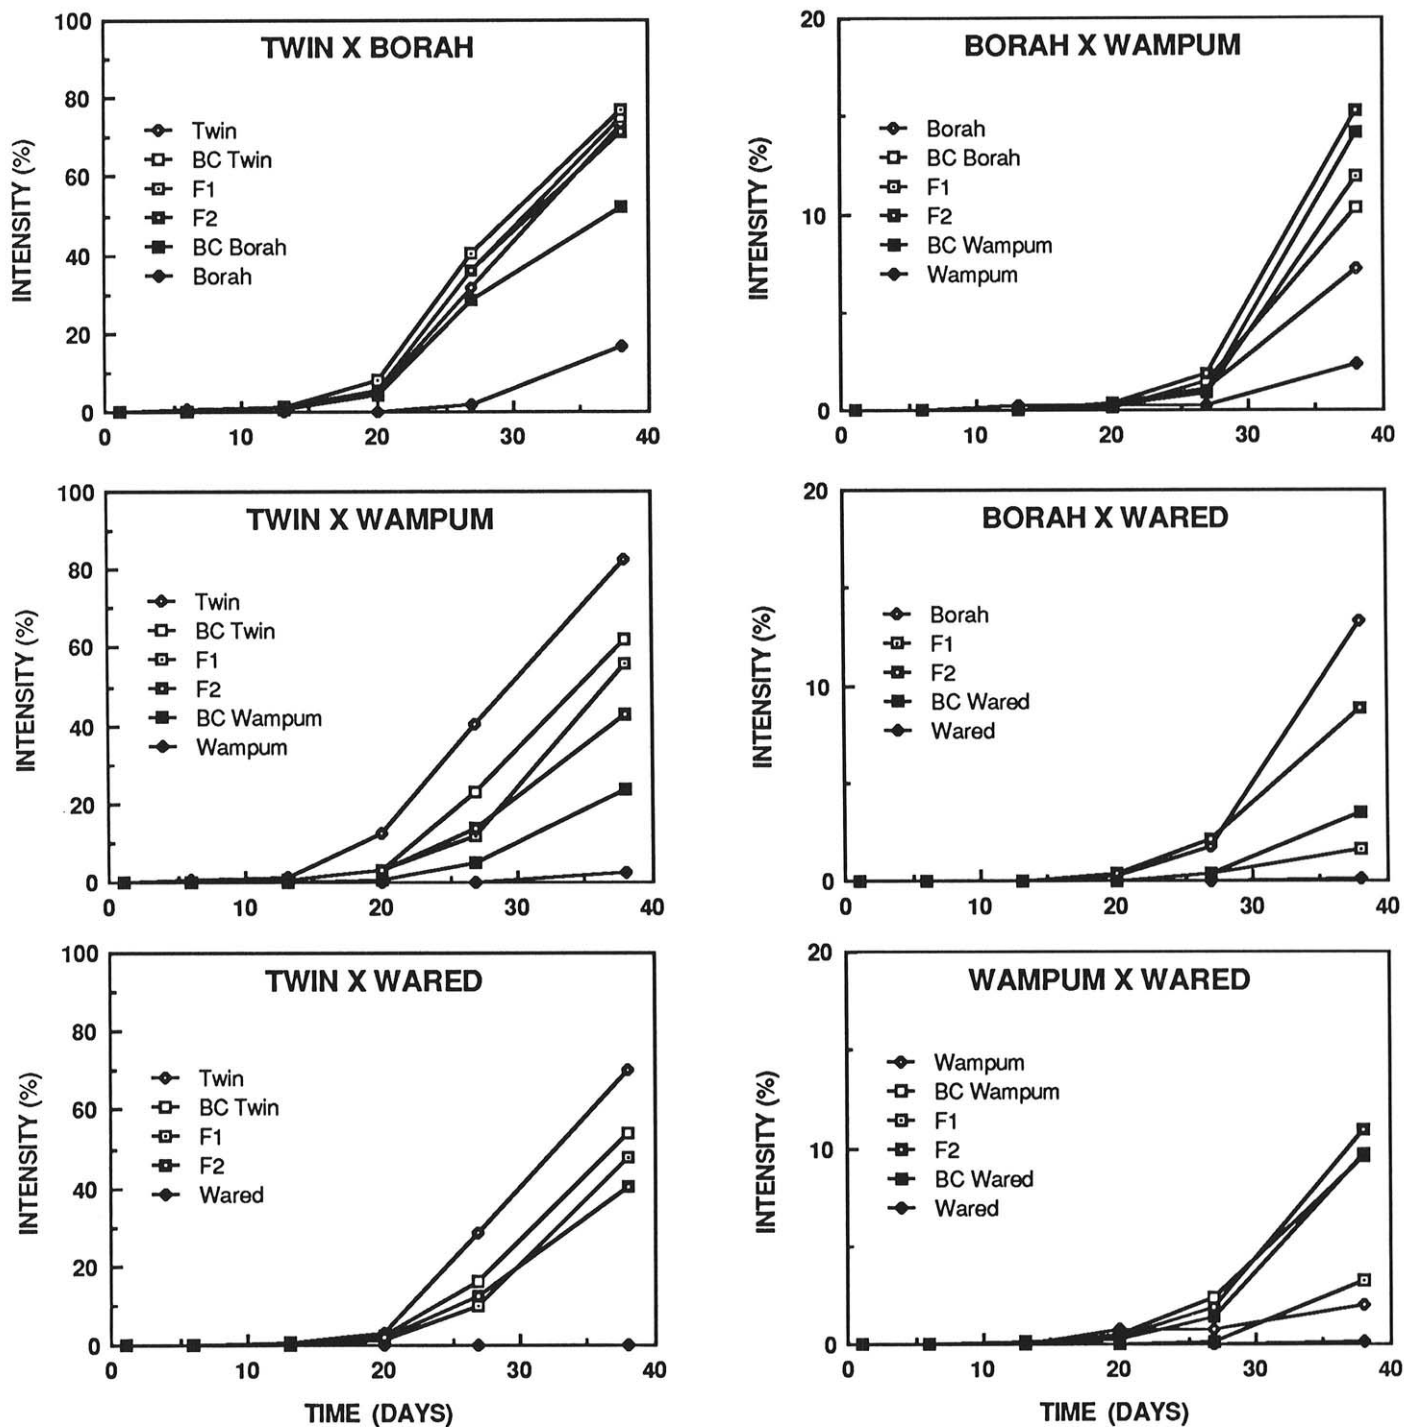 TWIN X BORAH
INTENSITY (%)
100
80
60
40
20
0
Twin
BC Twin
F1
F2
BC Borah
Borah
0 10 20 30 40
BORAH X WAMPUM
INTENSITY (%)
20
10
0
Borah
BC Borah
F1
F2
BC Wampum
Wampum
0 10 20 30 40
TWIN X WAMPUM
INTENSITY (%)
100
80
60
40
20
0
Twin
BC Twin
F1
F2
BC Wampum
Wampum
0 10 20 30 40
BORAH X WARED
INTENSITY (%)
20
10
0
Borah
F1
F2
BC Wared
Wared
0 10 20 30 40
TWIN X WARED
INTENSITY (%)
100
80
60
40
20
0
Twin
BC Twin
F1
F2
Wared
0 10 20 30 40
TIME (DAYS)
WAMPUM X WARED
INTENSITY (%)
20
10
0
Wampum
BC Wampum
F1
F2
BC Wared
Wared
0 10 20 30 40
TIME (DAYS)